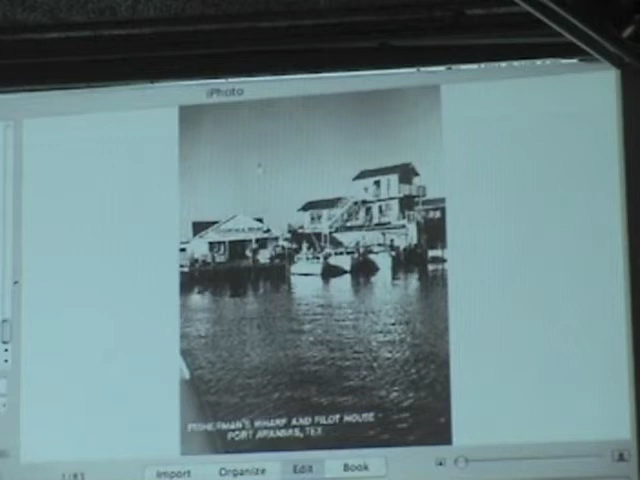 iPhoto
FISHERMAN'S WHARF AND PILOT HOUSE
PORT ARANSAS, TEX
Import Organize Edit Book